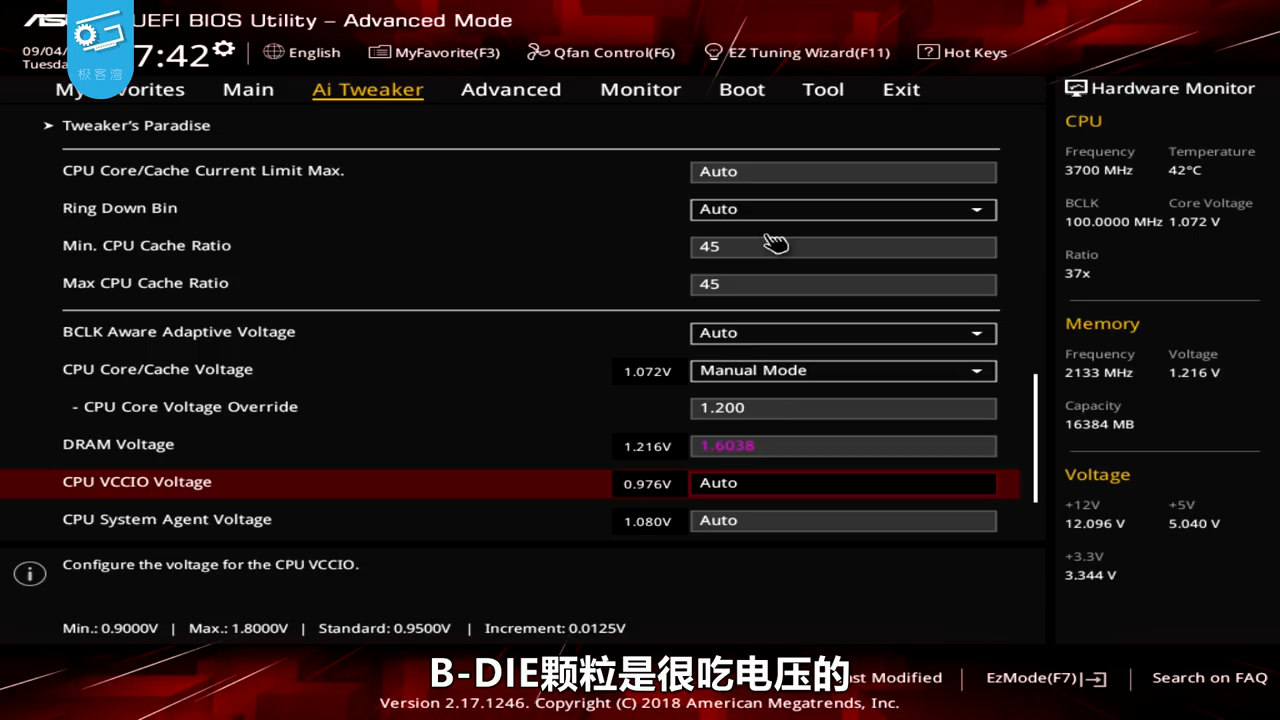 UEFI BIOS Utility – Advanced Mode
09/04/
Tuesda
7:42
English
MyFavorite(F3)
Qfan Control(F6)
EZ Tuning Wizard(F11)
? Hot Keys
极客湾
My vorites Main Ai Tweaker Advanced Monitor Boot Tool Exit
Hardware Monitor
Tweaker's Paradise
CPU Core/Cache Current Limit Max. Auto
Ring Down Bin Auto
Min. CPU Cache Ratio 45
Max CPU Cache Ratio 45
BCLK Aware Adaptive Voltage Auto
CPU Core/Cache Voltage 1.072V Manual Mode
- CPU Core Voltage Override 1.200
DRAM Voltage 1.216V 1.6038
CPU VCCIO Voltage 0.976V Auto
CPU System Agent Voltage 1.080V Auto
CPU
Frequency Temperature
3700 MHz 42°C
BCLK Core Voltage
100.0000 MHz 1.072 V
Ratio
37x
Memory
Frequency Voltage
2133 MHz 1.216 V
Capacity
16384 MB
Voltage
+12V +5V
12.096 V 5.040 V
+3.3V
3.344 V
Configure the voltage for the CPU VCCIO.
Min.: 0.9000V | Max.: 1.8000V | Standard: 0.9500V | Increment: 0.0125V
B-DIE颗粒是很吃电压的
st Modified | EzMode(F7) | Search on FAQ
Version 2.17.1246. Copyright (C) 2018 American Megatrends, Inc.